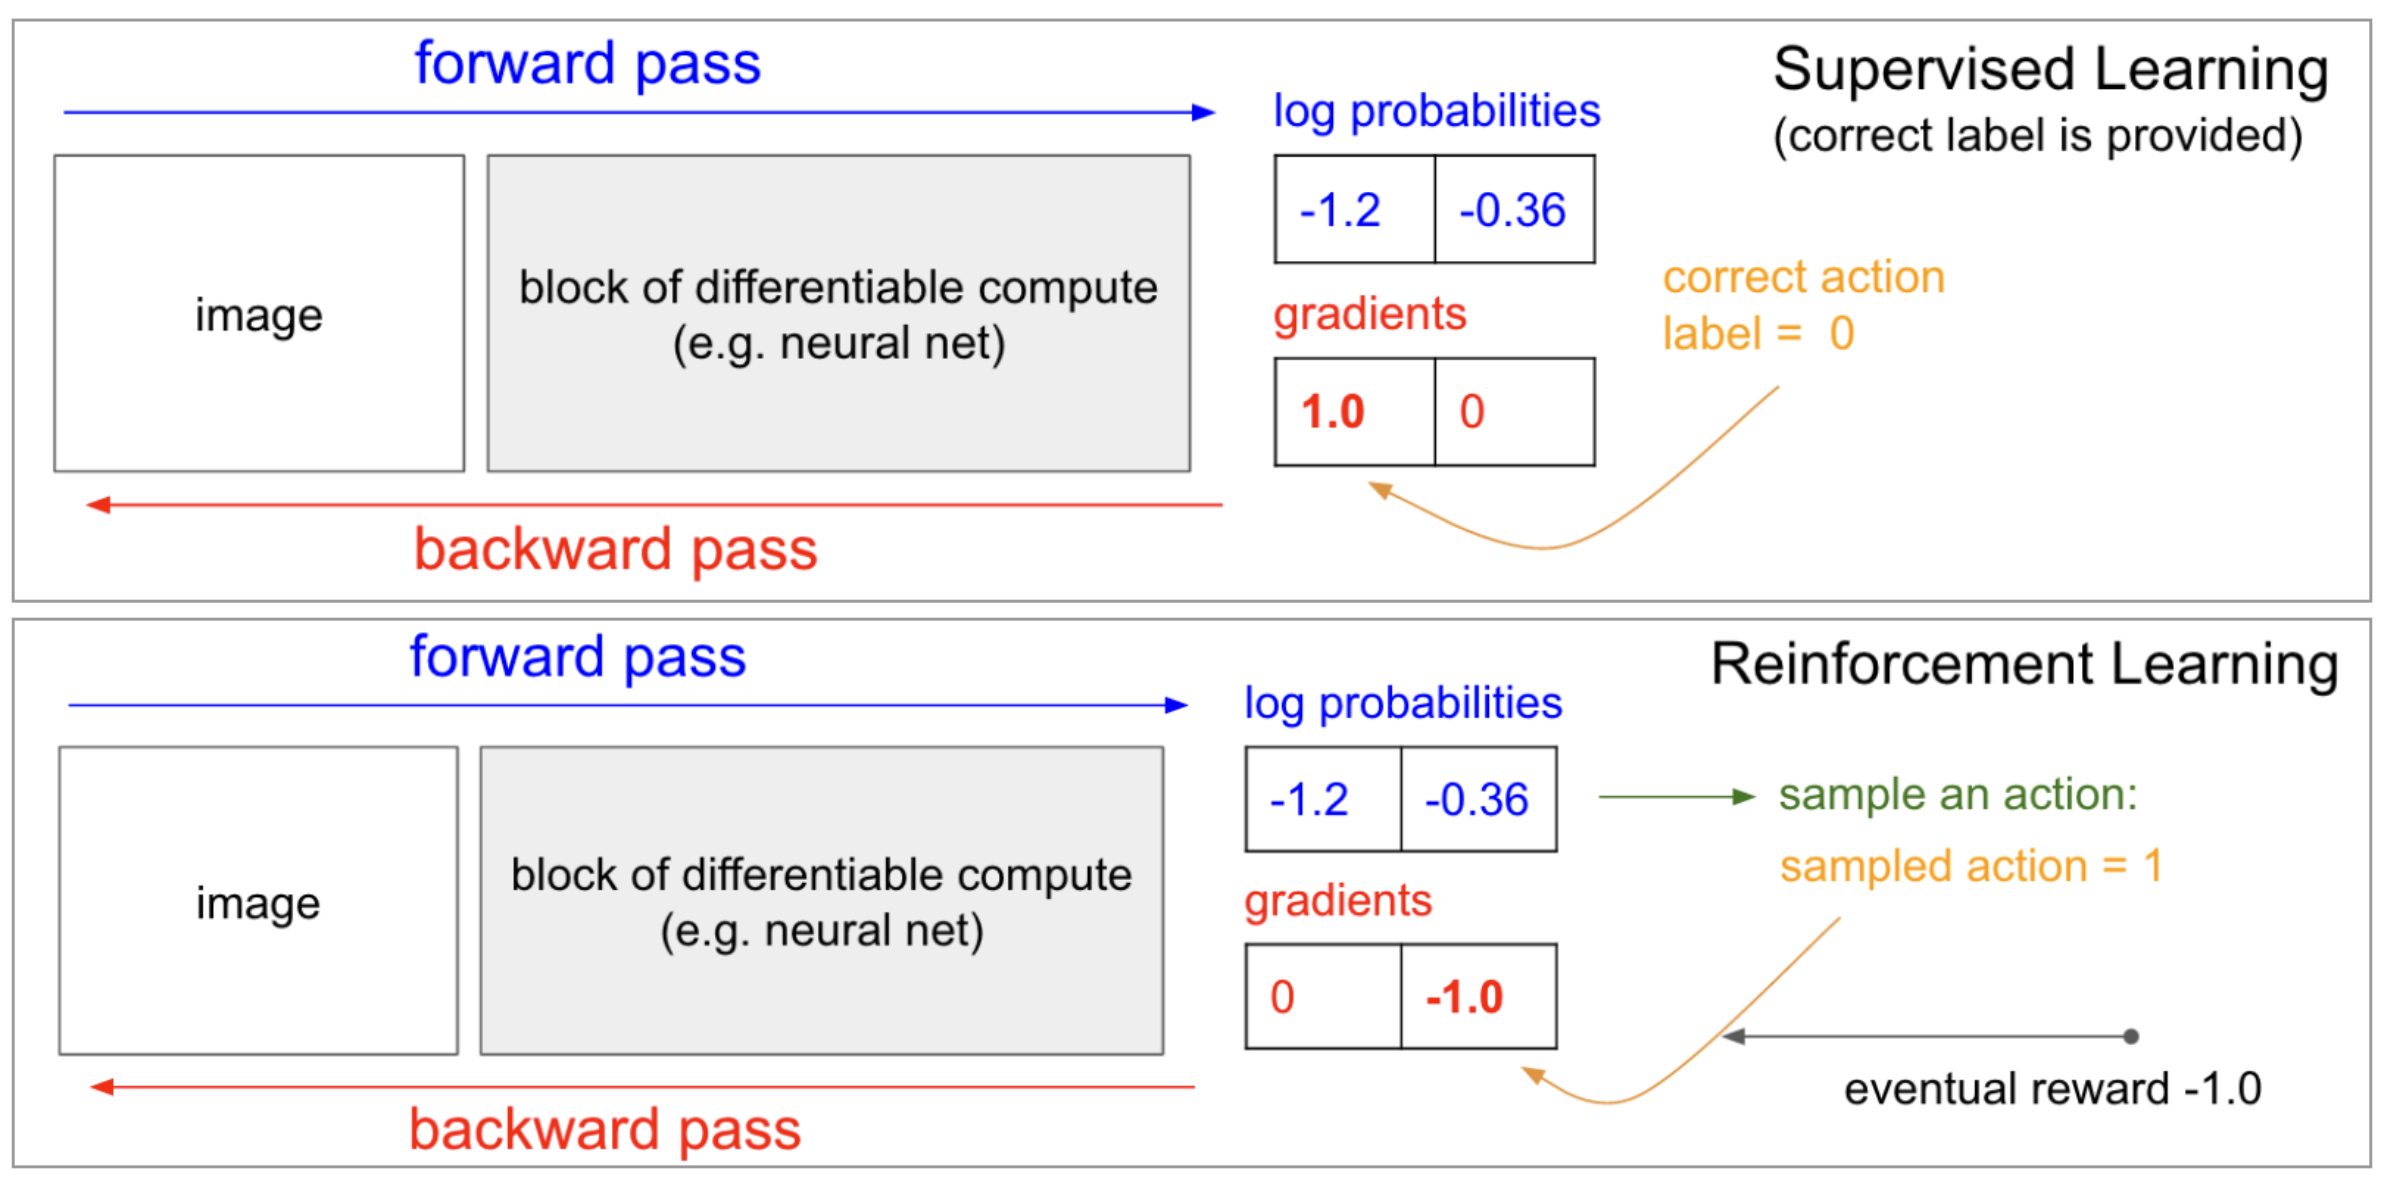 forward pass
Supervised Learning
(correct label is provided)
log probabilities
-1.2 -0.36
image
block of differentiable compute
(e.g. neural net)
gradients
correct action
label = 0
1.0 0
backward pass
forward pass
Reinforcement Learning
log probabilities
-1.2 -0.36
sample an action:
sampled action = 1
image
block of differentiable compute
(e.g. neural net)
gradients
0 -1.0
eventual reward -1.0
backward pass